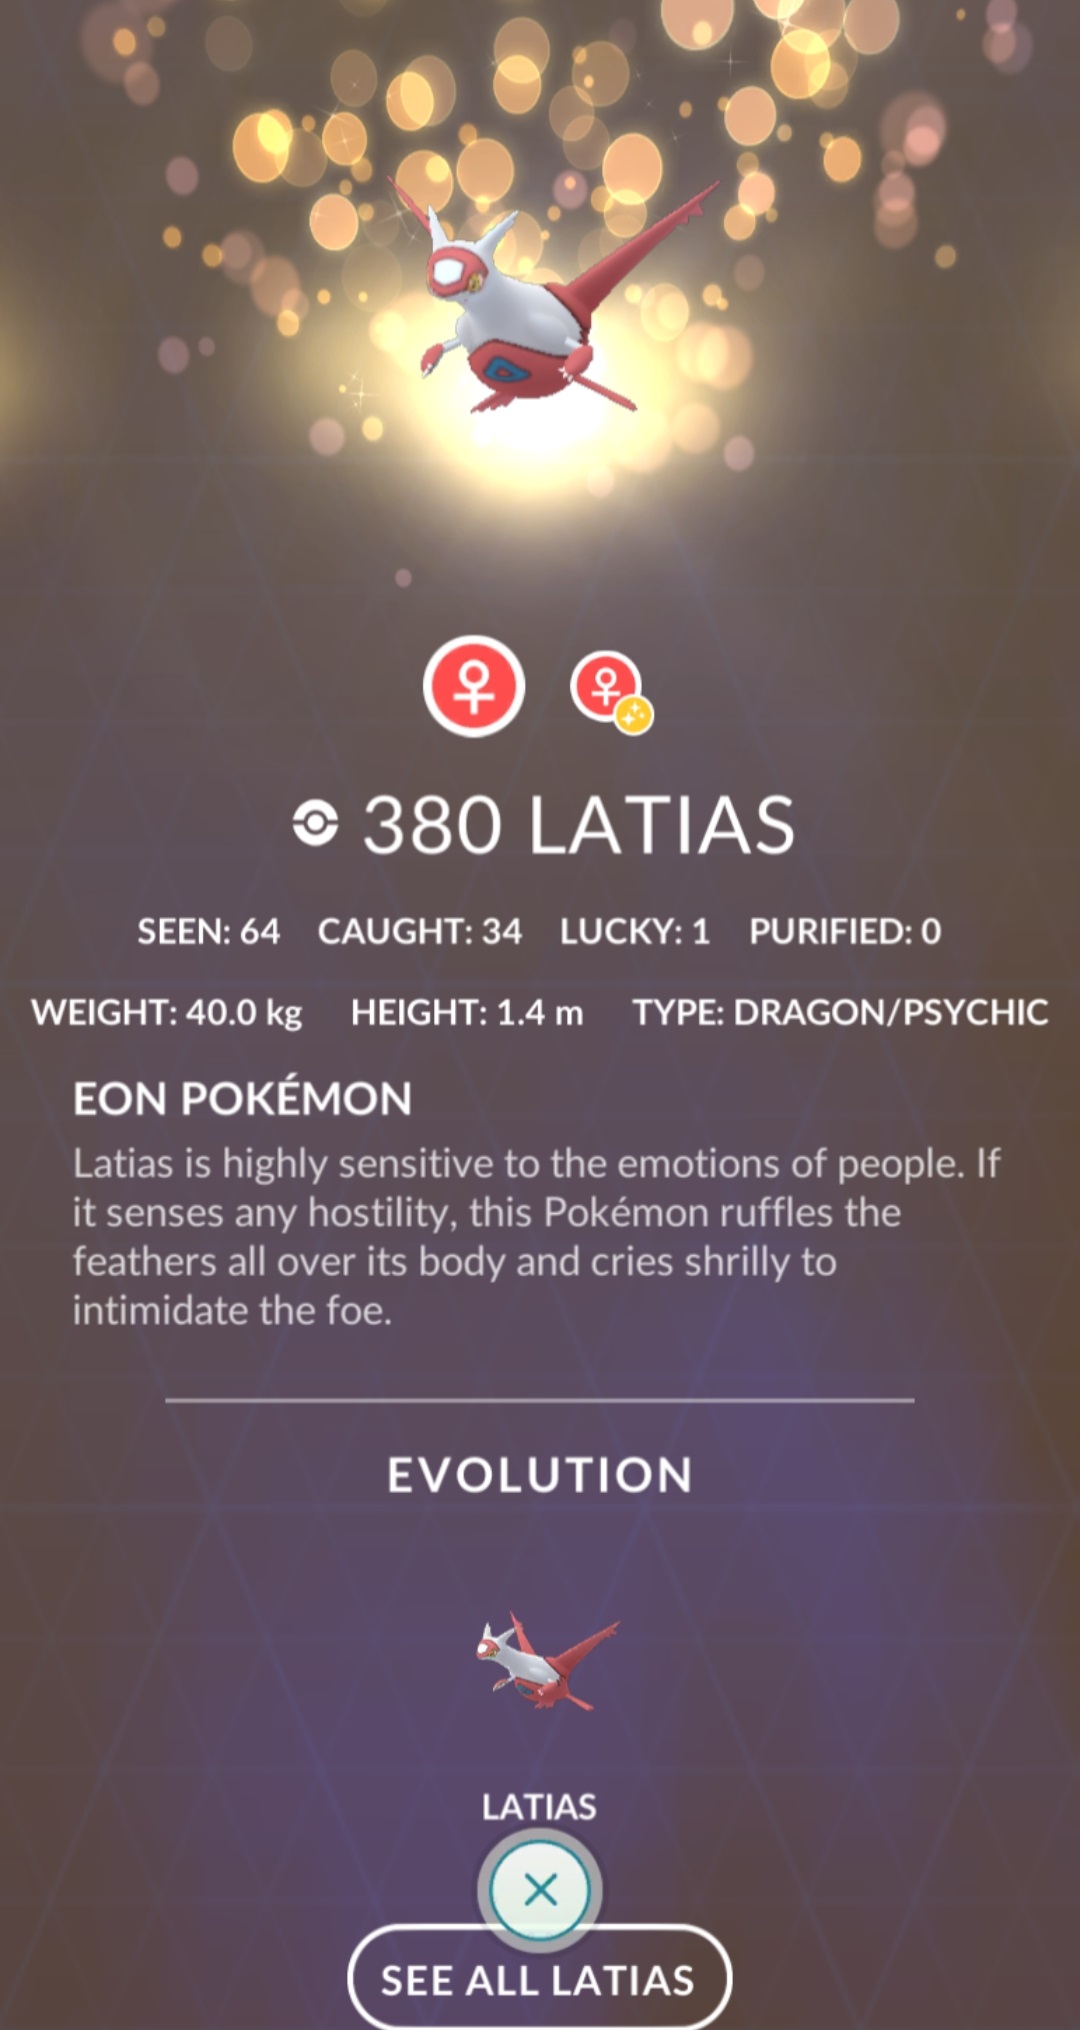 380 LATIAS
SEEN: 64 CAUGHT: 34 LUCKY: 1 PURIFIED: 0
WEIGHT: 40.0 kg HEIGHT: 1.4 m TYPE: DRAGON/PSYCHIC
EON POKÉMON
Latias is highly sensitive to the emotions of people. If
it senses any hostility, this Pokémon ruffles the
feathers all over its body and cries shrilly to
intimidate the foe.
EVOLUTION
LATIAS
SEE ALL LATIAS